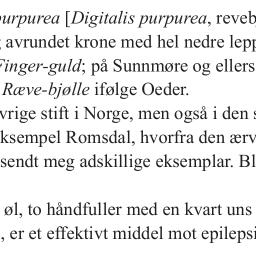 purpurea [Digitalis purpurea, reveb
avrundet krone med hel nedre lepp
Finger-guld; på Sunnmøre og ellers
Ræve-bjølle ifølge Oeder.
vrige stift i Norge, men også i den s
ksempel Romsdal, hvorfra den ærv
sendt meg adskillige eksemplar. Bl
øl, to håndfuller med en kvart uns
, er et effektivt middel mot epilepsi